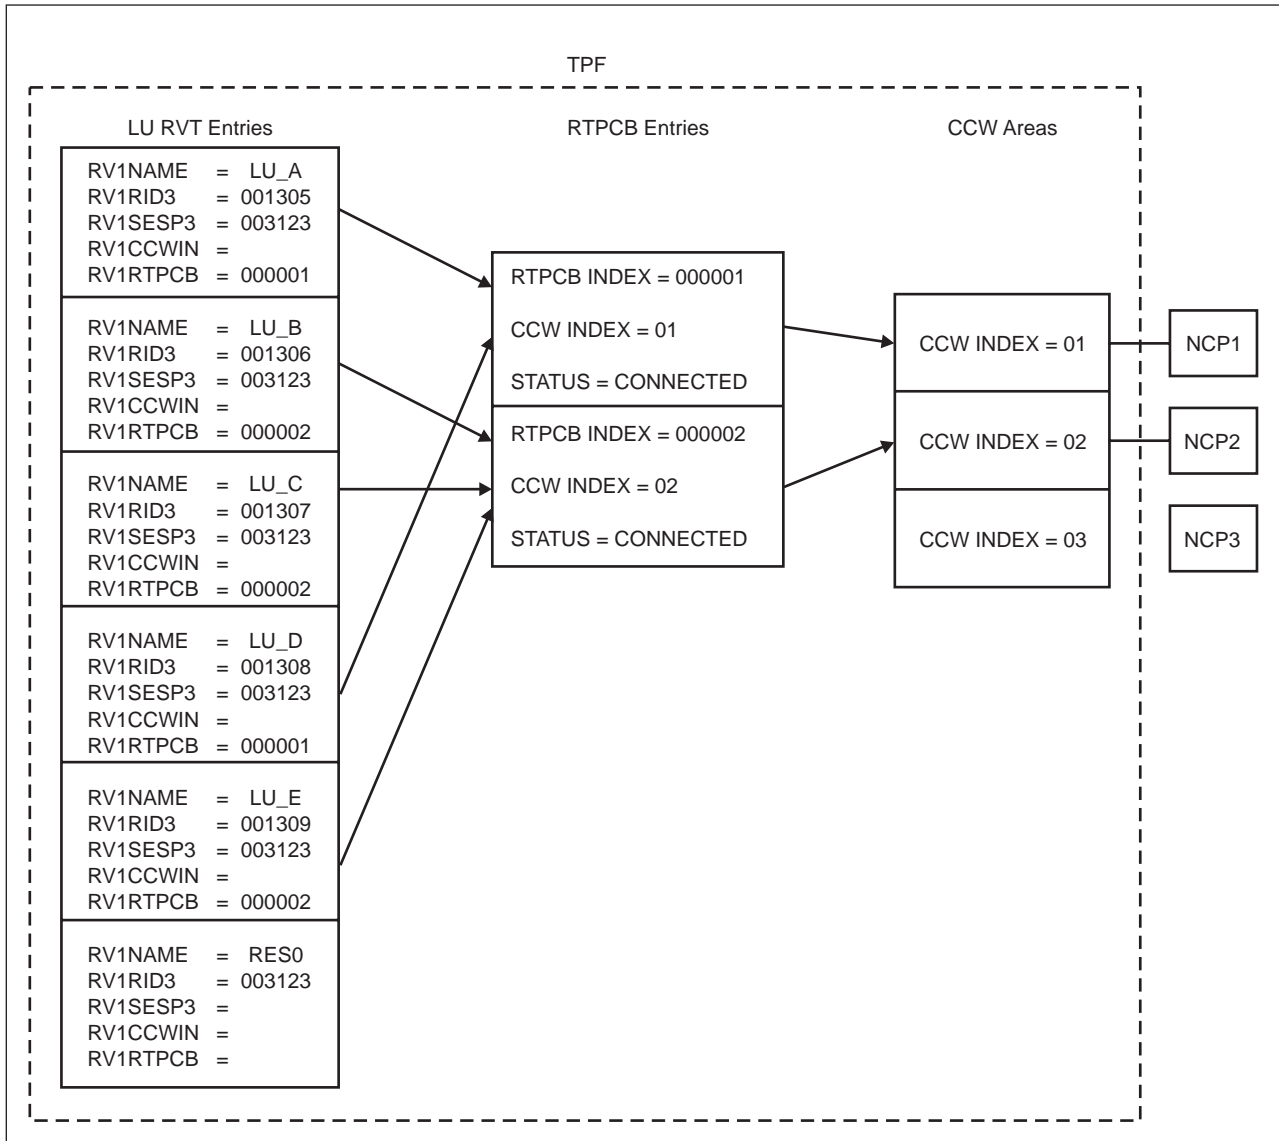 TPF
LU RVT Entries
RV1NAME = LU_A
RV1RID3 = 001305
RV1SESP3 = 003123
RV1CCWIN =
RV1RTPCB = 000001
RV1NAME = LU_B
RV1RID3 = 001306
RV1SESP3 = 003123
RV1CCWIN =
RV1RTPCB = 000002
RV1NAME = LU_C
RV1RID3 = 001307
RV1SESP3 = 003123
RV1CCWIN =
RV1RTPCB = 000002
RV1NAME = LU_D
RV1RID3 = 001308
RV1SESP3 = 003123
RV1CCWIN =
RV1RTPCB = 000001
RV1NAME = LU_E
RV1RID3 = 001309
RV1SESP3 = 003123
RV1CCWIN =
RV1RTPCB = 000002
RV1NAME = RES0
RV1RID3 = 003123
RV1SESP3 =
RV1CCWIN =
RV1RTPCB =
RTPCB Entries
RTPCB INDEX = 000001
CCW INDEX = 01
STATUS = CONNECTED
RTPCB INDEX = 000002
CCW INDEX = 02
STATUS = CONNECTED
CCW Areas
CCW INDEX = 01
CCW INDEX = 02
CCW INDEX = 03
NCP1
NCP2
NCP3